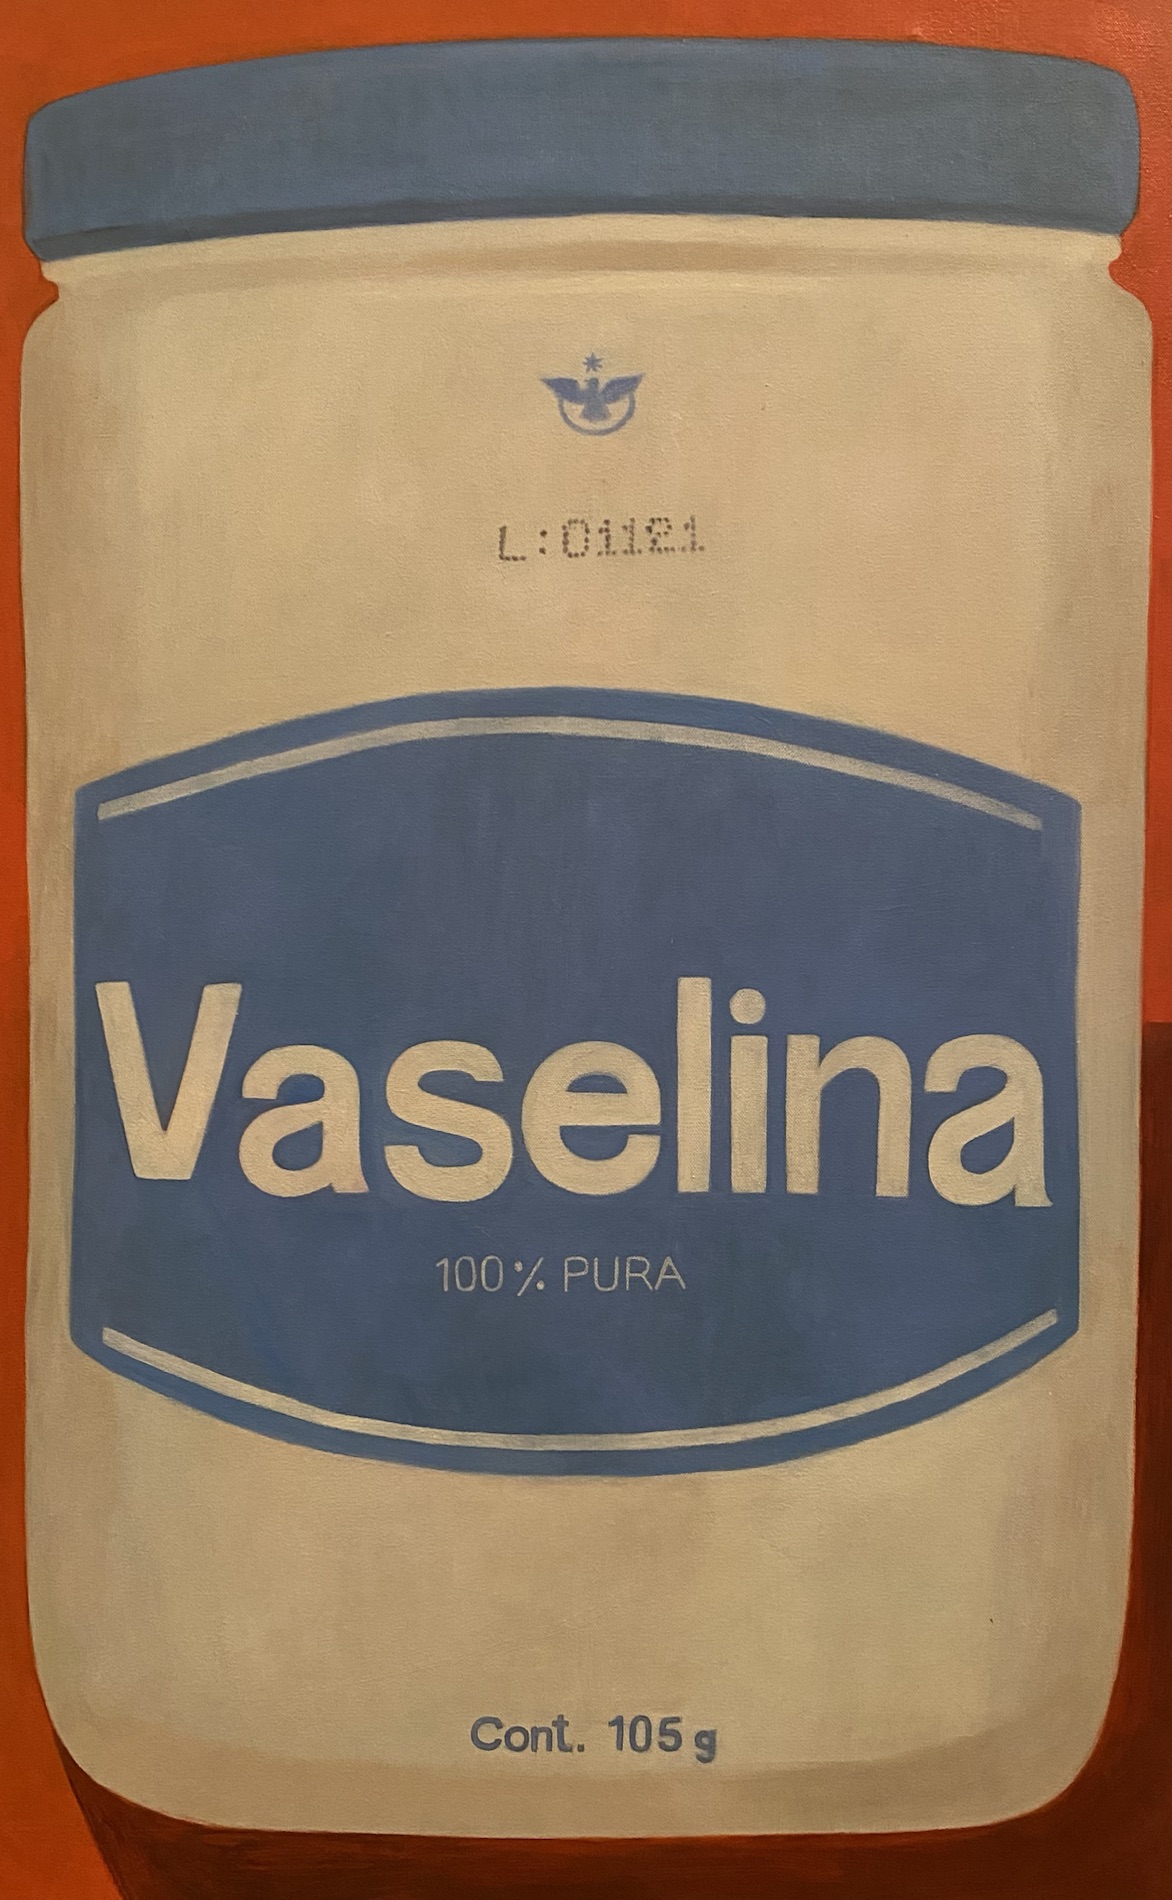 L:01121
Vaselina
100% PURA
Cont. 105 g